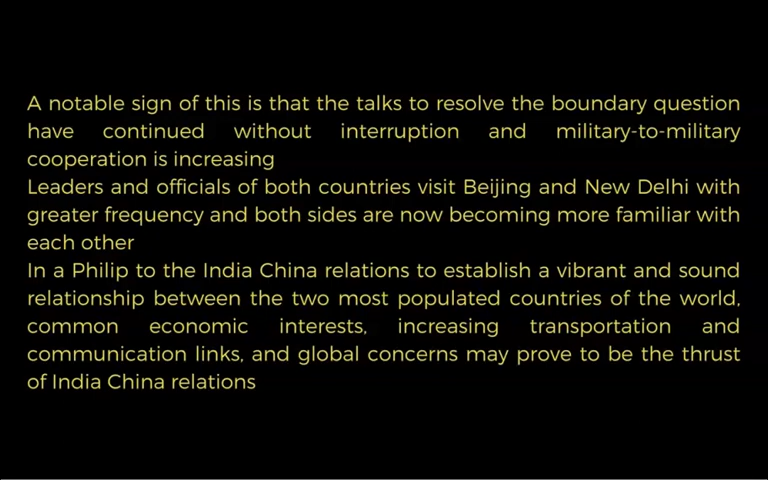 A notable sign of this is that the talks to resolve the boundary question
have continued without interruption and military-to-military
cooperation is increasing
Leaders and officials of both countries visit Beijing and New Delhi with
greater frequency and both sides are now becoming more familiar with
each other
In a Philip to the India China relations to establish a vibrant and sound
relationship between the two most populated countries of the world,
common economic interests, increasing transportation and
communication links, and global concerns may prove to be the thrust
of India China relations